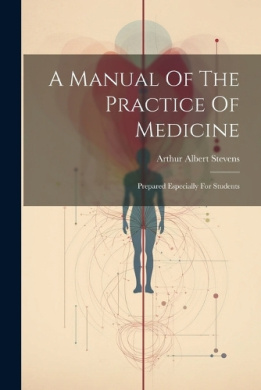 A Manual Of The
Practice Of
Medicine
Arthur Albert Stevens
Prepared Especially For Students